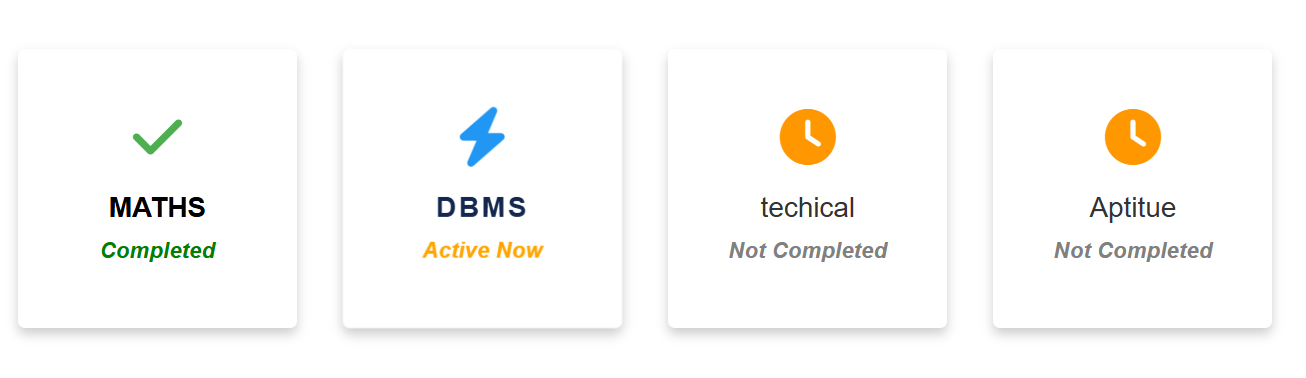 MATHS
Completed
DBMS
Active Now
techical
Not Completed
Aptitue
Not Completed